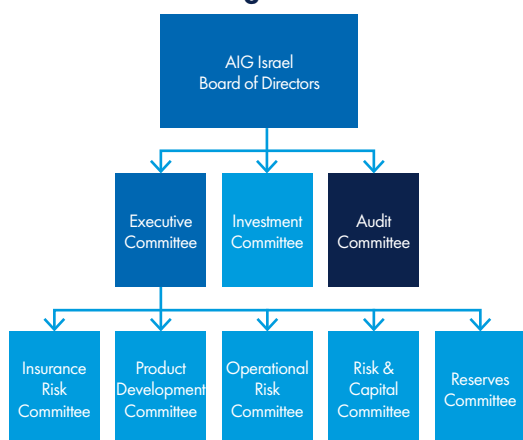 AIG Israel
Board of Directors
Executive
Committee
Investment
Committee
Audit
Committee
Insurance
Risk
Committee
Product
Development
Committee
Operational
Risk
Committee
Risk &
Capital
Committee
Reserves
Committee